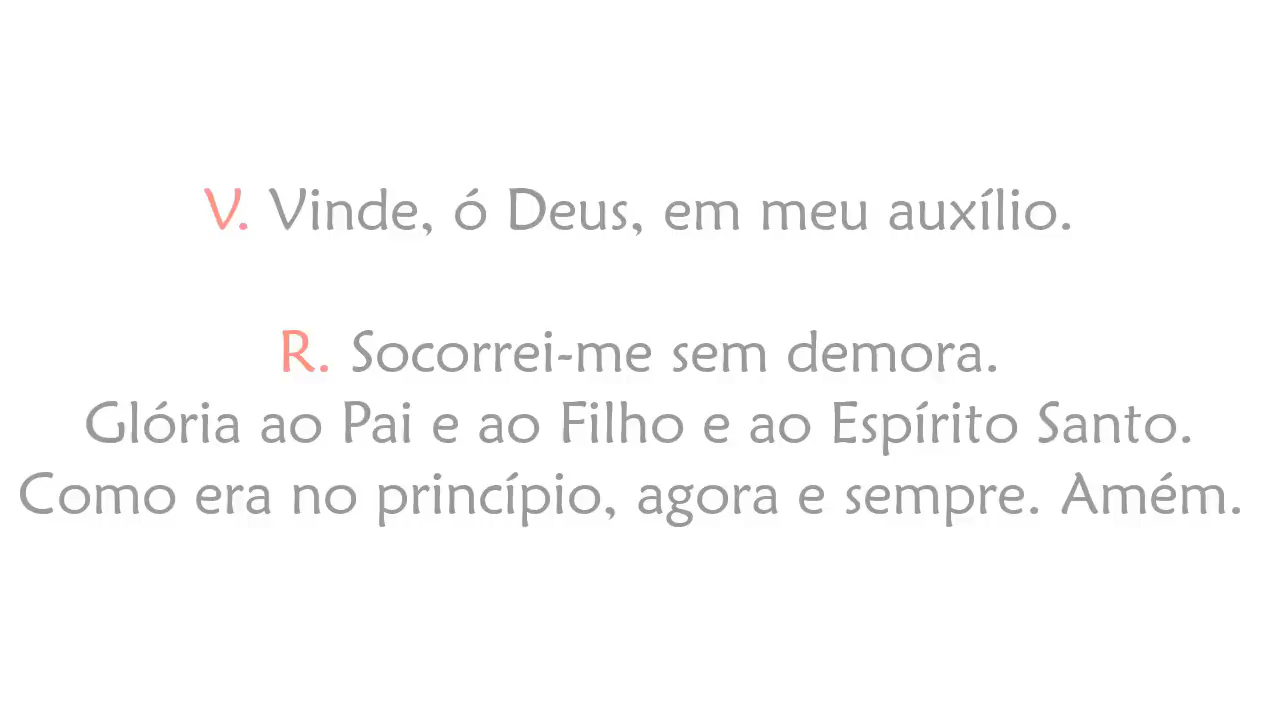 V. Vinde, ó Deus, em meu auxílio.
R. Socorrei-me sem demora.
Glória ao Pai e ao Filho e ao Espírito Santo.
Como era no princípio, agora e sempre. Amém.